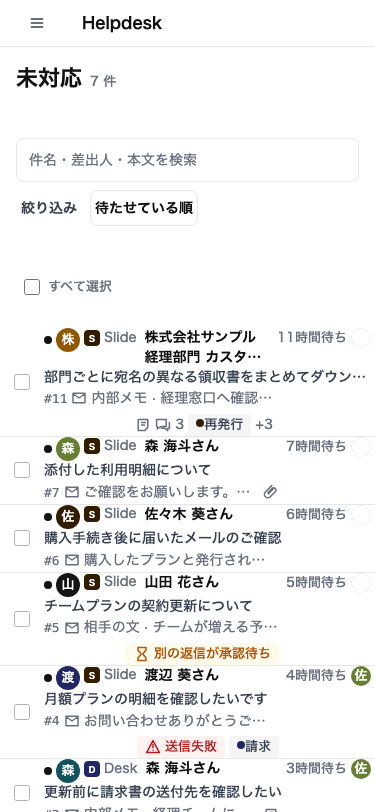 Helpdesk
未対応 7 件
件名・差出人・本文を検索
絞り込み 待たせている順
すべて選択
株 S Slide 株式会社サンプル 11時間待ち
経理部門 カスタ…
部門ごとに宛名の異なる領収書をまとめてダウン…
#11 内部メモ・経理窓口へ確認…
3 再発行 +3
森 S Slide 森 海斗さん 7時間待ち
添付した利用明細について
#7 ご確認をお願いします。…
佐 S Slide 佐々木 葵さん 6時間待ち
購入手続き後に届いたメールのご確認
#6 購入したプランと発行され…
山 S Slide 山田 花さん 5時間待ち
チームプランの契約更新について
#5 相手の文・チームが増える予…
別の返信が承認待ち
渡 S Slide 渡辺 葵さん 4時間待ち 佐
月額プランの明細を確認したいです
#4 お問い合わせありがとうご…
送信失敗 請求
森 D Desk 森 海斗さん 3時間待ち 佐
更新前に請求書の送付先を確認したい